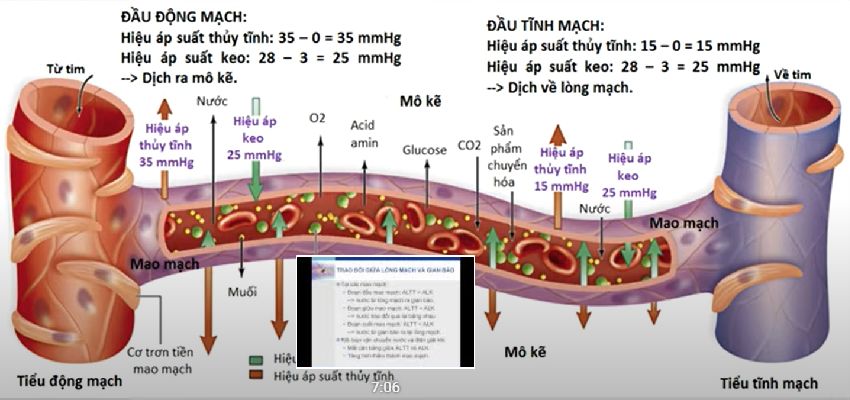 ĐẦU ĐỘNG MẠCH:
Hiệu áp suất thủy tĩnh: 35 – 0 = 35 mmHg
Hiệu áp suất keo: 28 – 3 = 25 mmHg
--> Dịch ra mô kẽ.
ĐẦU TĨNH MẠCH:
Hiệu áp suất thủy tĩnh: 15 – 0 = 15 mmHg
Hiệu áp suất keo: 28 – 3 = 25 mmHg
--> Dịch về lòng mạch.
Từ tim
Về tim
Nước
Mô kẽ
Hiệu áp
thủy tĩnh
35 mmHg
Hiệu áp
keo
25 mmHg
O2
Acid
amin
Glucose
CO2
Sản
phẩm
chuyển
hóa
Hiệu áp
thủy tĩnh
15 mmHg
Hiệu áp
keo
25 mmHg
Nước
Mao mạch
Mao mạch
Muối
TRAO ĐỔI GIỮA LÒNG MẠCH VÀ GIAN BÀO
Cơ trơn tiền
mao mạch
Mô kẽ
Hiệu
Hiệu áp suất thủy tĩnh
7:06
Tiểu động mạch
Tiểu tĩnh mạch